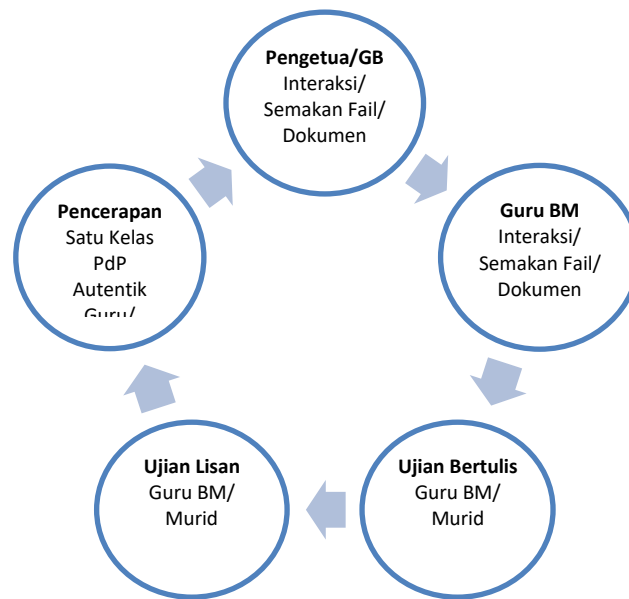 Pengetua/GB
Interaksi/
Semakan Fail/
Dokumen
Guru BM
Interaksi/
Semakan Fail/
Dokumen
Ujian Bertulis
Guru BM/
Murid
Ujian Lisan
Guru BM/
Murid
Pencerapan
Satu Kelas
PdP
Autentik
Guru/